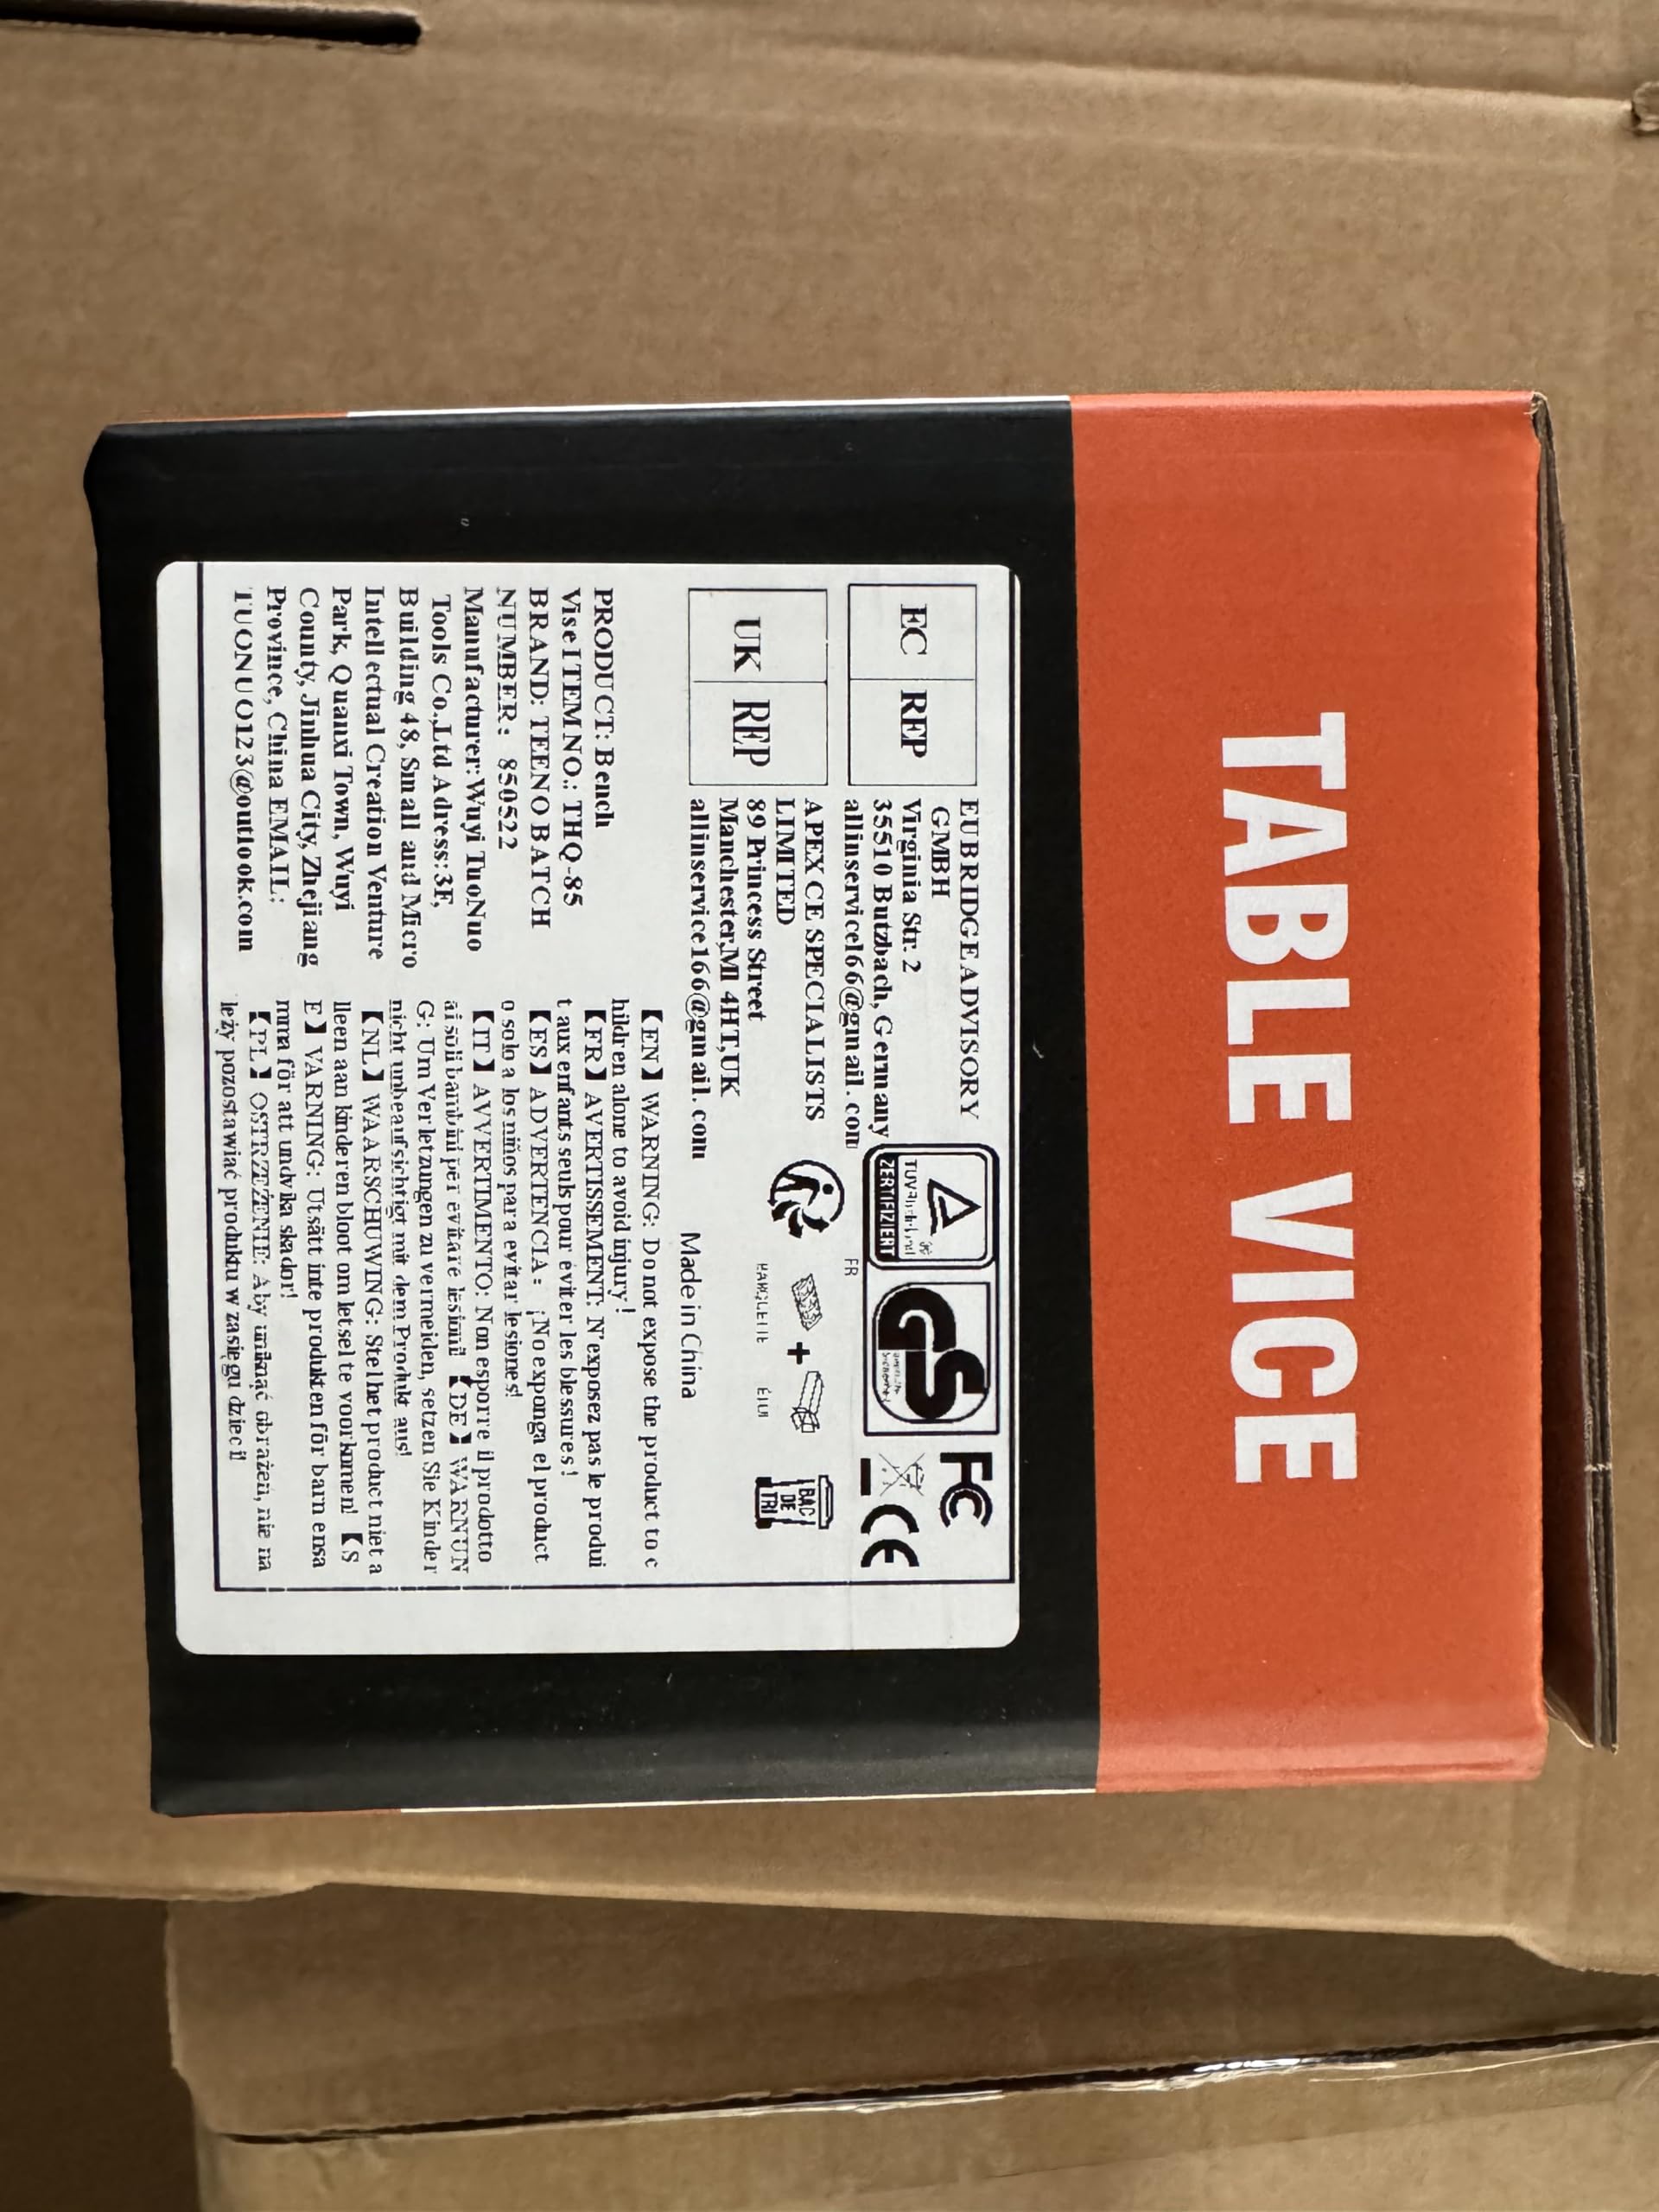 TABLE VICE
EC REP
EUBRIDGE ADVISORY
GMBH
Virginia Str. 2
35510 Butzbach, Germany
allinservice166@gmail.com
UK REP
APEX CE SPECIALISTS
LIMITED
89 Princess Street
Manchester,M1 4HT,UK
allinservice166@gmail.com
ZERTIFIZIERT
GS
FC
CE
FR
ÉTUI
BAC
DE
TRI
Made in China
PRODUCT: Bench
Vise ITEM NO.: THQ-85
BRAND: TEENO BATCH
NUMBER: 850522
Manufacturer: Wuyi TuoNuo
Tools Co.,Ltd Adress:3F,
Building 48, Small and Micro
Intellectual Creation Venture
Park, Quanxi Town, Wuyi
County, Jinhua City, Zhejiang
Province, China EMAIL:
TUONUO123@outlook.com
【EN】 WARNING: Do not expose the product to c
hildren alone to avoid injury!
【FR】 AVERTISSEMENT: N'exposez pas le produi
t aux enfants seuls pour éviter les blessures!
【ES】 ADVERTENCIA: ¡No exponga el product
o solo a los niños para evitar lesiones!
【IT】 AVVERTIMENTO: Non esporre il prodotto
ai soli bambini per evitare lesioni! 【DE】 WARNUN
G: Um Verletzungen zu vermeiden, setzen Sie Kinder
nicht unbeaufsichtigt mit dem Produkt aus!
【NL】 WAARSCHUWING: Stel het product niet a
lleen aan kinderen bloot om letsel te voorkomen! 【S
E】 VARNING: Utsätt inte produkten för barn ensa
mma för att undvika skador!
【PL】 OSTRZEŻENIE: Aby uniknąć obrażeń, nie na
leży pozostawiać produktu w zasięgu dzieci!